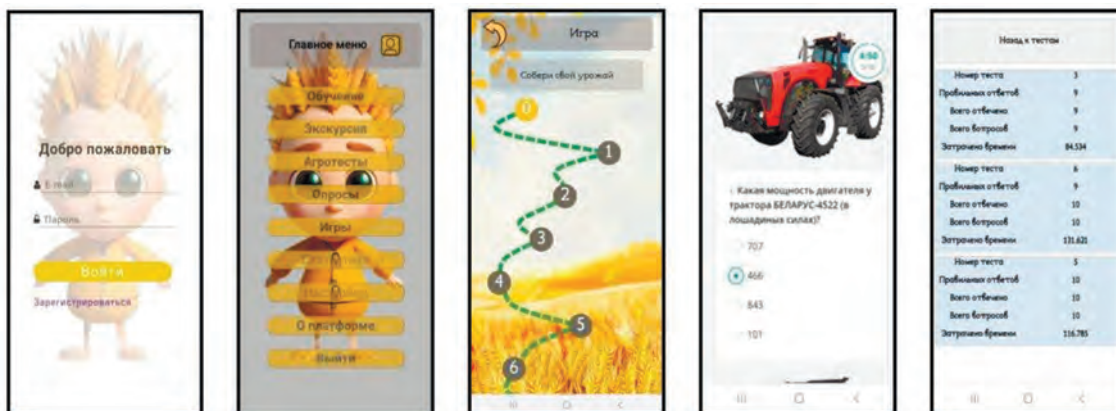 Добро пожаловать
E-mail
Пароль
Войти
Зарегистрироваться
Главное меню
Обучение
Экскурсия
Агротесты
Опросы
Игры
Статистика
Настройки
О платформе
Выйти
Игра
Собери свой урожай
0
1
2
3
4
5
6
4:50
Какая мощность двигателя у
трактора БЕЛАРУС-4522 (в
лошадиных силах)?
707
466
843
101
Назад к тестам
Номер теста 3
Правильных ответов 9
Всего отвечено 9
Всего вопросов 9
Затрачено времени 84.534
Номер теста 6
Правильных ответов 9
Всего отвечено 10
Всего вопросов 10
Затрачено времени 131.621
Номер теста 5
Правильных ответов 10
Всего отвечено 10
Всего вопросов 10
Затрачено времени 116.785